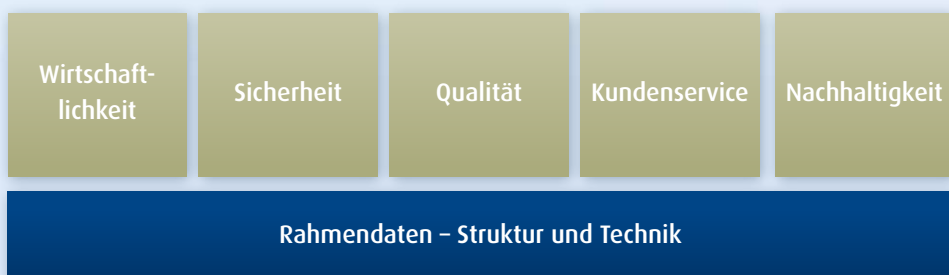 Wirtschaft-
lichkeit
Sicherheit
Qualität
Kundenservice
Nachhaltigkeit
Rahmendaten – Struktur und Technik